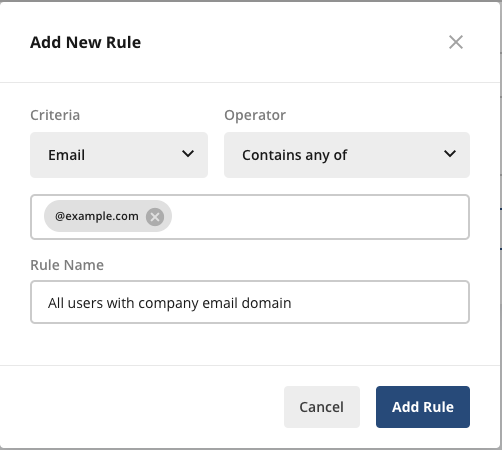 Add New Rule
Criteria Operator
Email Contains any of
@example.com
Rule Name
All users with company email domain
Cancel Add Rule